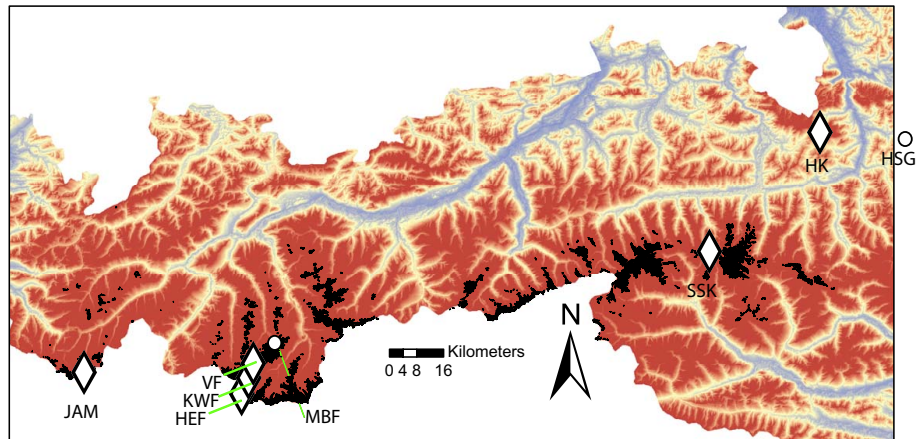 HK
HSG
SSK
N
Kilometers
0 4 8 16
VF
KWF
HEF
JAM
MBF